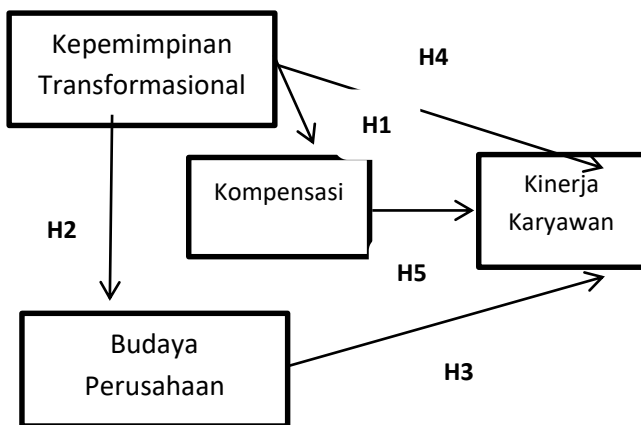 Kepemimpinan
Transformasional
H4
H1
Kompensasi
Kinerja
Karyawan
H2
H5
Budaya
Perusahaan
H3